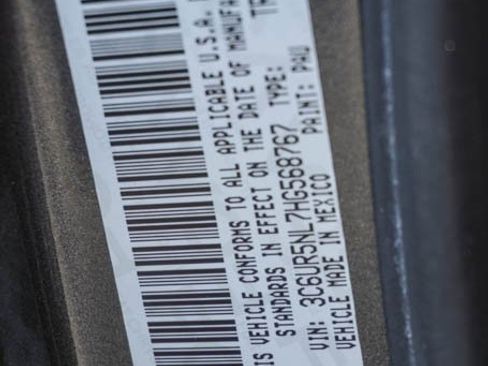 IS VEHICLE CONFORMS TO ALL APPLICABLE U.S.A.
STANDARDS IN EFFECT ON THE DATE OF
VIN: 3C6UR5NL7HG568767 TYPE:
VEHICLE MADE IN MEXICO PAINT: PAU